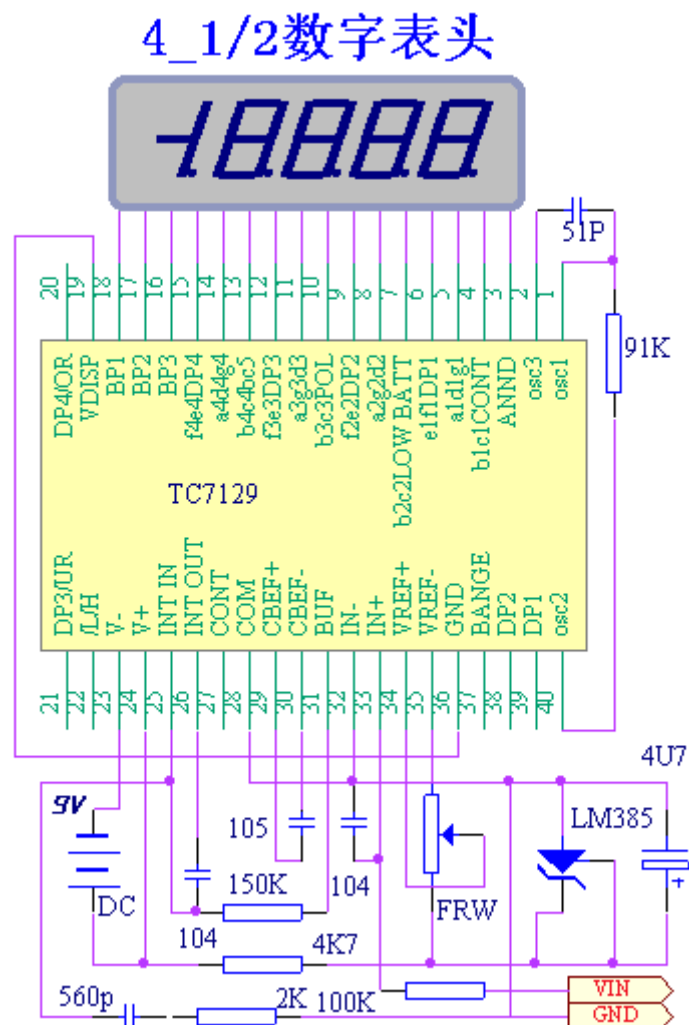 4_1/2数字表头
-18888
51P
20 19 18 17 16 15 14 13 12 11 10 9 8 7 6 5 4 3 2 1
DP4/OR
VDISP
BP1
BP2
BP3
f4e4DP4
a4d4g4
b4c4bc5
f3e3DP3
a3g3d3
b3c3POL
f2e2DP2
a2g2d2
b2c2LOW BATT
e1f1DP1
a1d1g1
b1c1CONT
ANND
osc3
osc1
91K
TC7129
DP3/UR
/L/H
V-
V+
INT IN
INT OUT
CONT
COM
CBEF+
CBEF-
BUF
IN-
IN+
VREF+
VREF-
GND
BANGE
DP2
DP1
osc2
21 22 23 24 25 26 27 28 29 30 31 32 33 34 35 36 37 38 39 40
4U7
9V
105
LM385
DC
150K
104
FRW
+
104
4K7
560p
2K
100K
VIN
GND